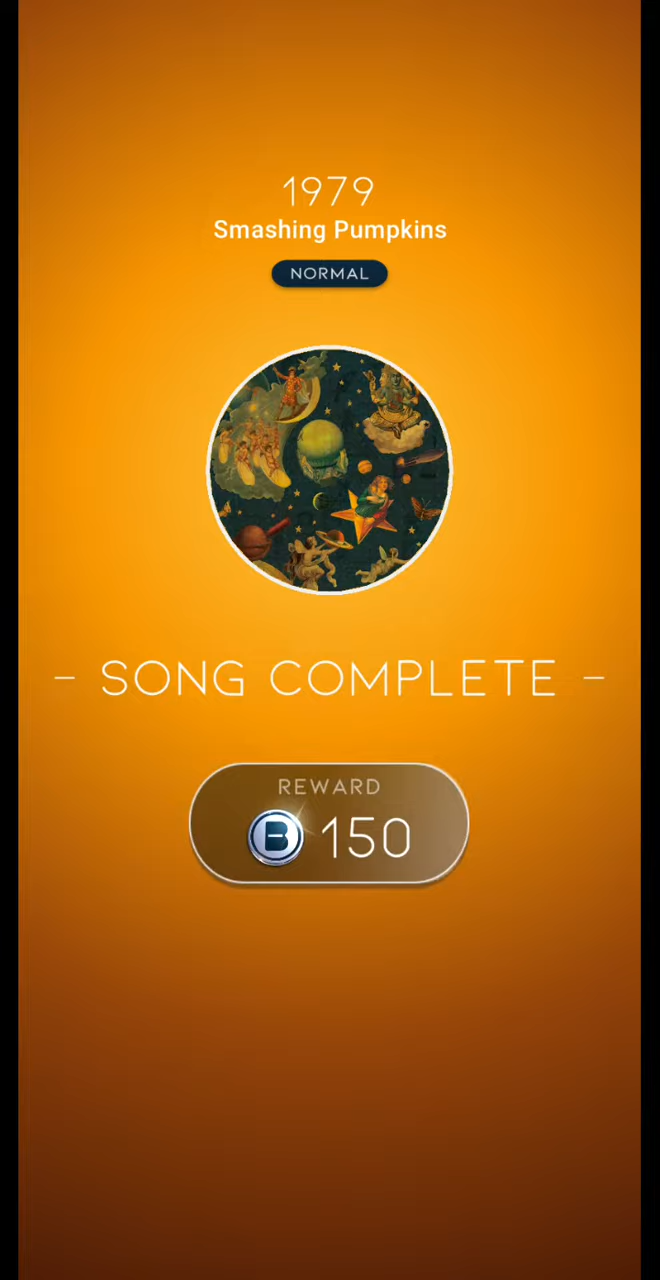 1979
Smashing Pumpkins
NORMAL
- SONG COMPLETE -
REWARD
B 150